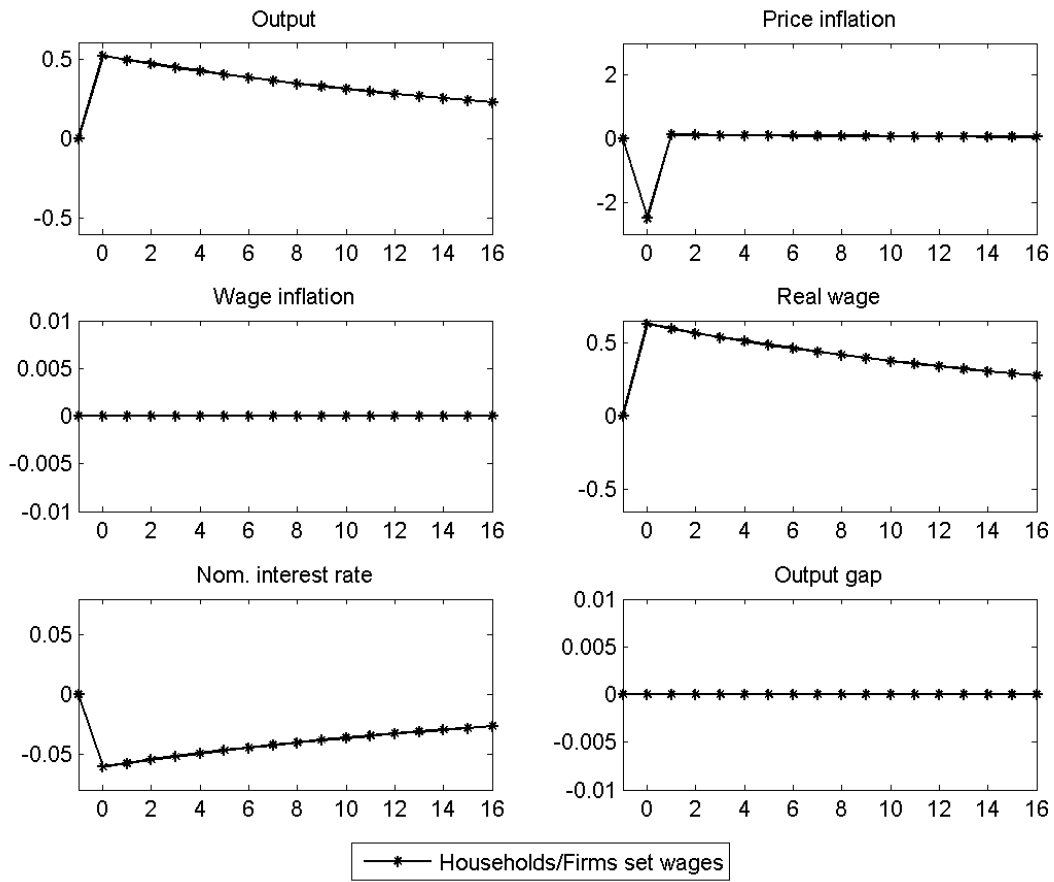 Output
0.5
0
-0.5
0 2 4 6 8 10 12 14 16
Price inflation
2
0
-2
0 2 4 6 8 10 12 14 16
Wage inflation
0.01
0.005
0
-0.005
-0.01
0 2 4 6 8 10 12 14 16
Real wage
0.5
0
-0.5
0 2 4 6 8 10 12 14 16
Nom. interest rate
0.05
0
-0.05
0 2 4 6 8 10 12 14 16
Output gap
0.01
0.005
0
-0.005
-0.01
0 2 4 6 8 10 12 14 16
Households/Firms set wages